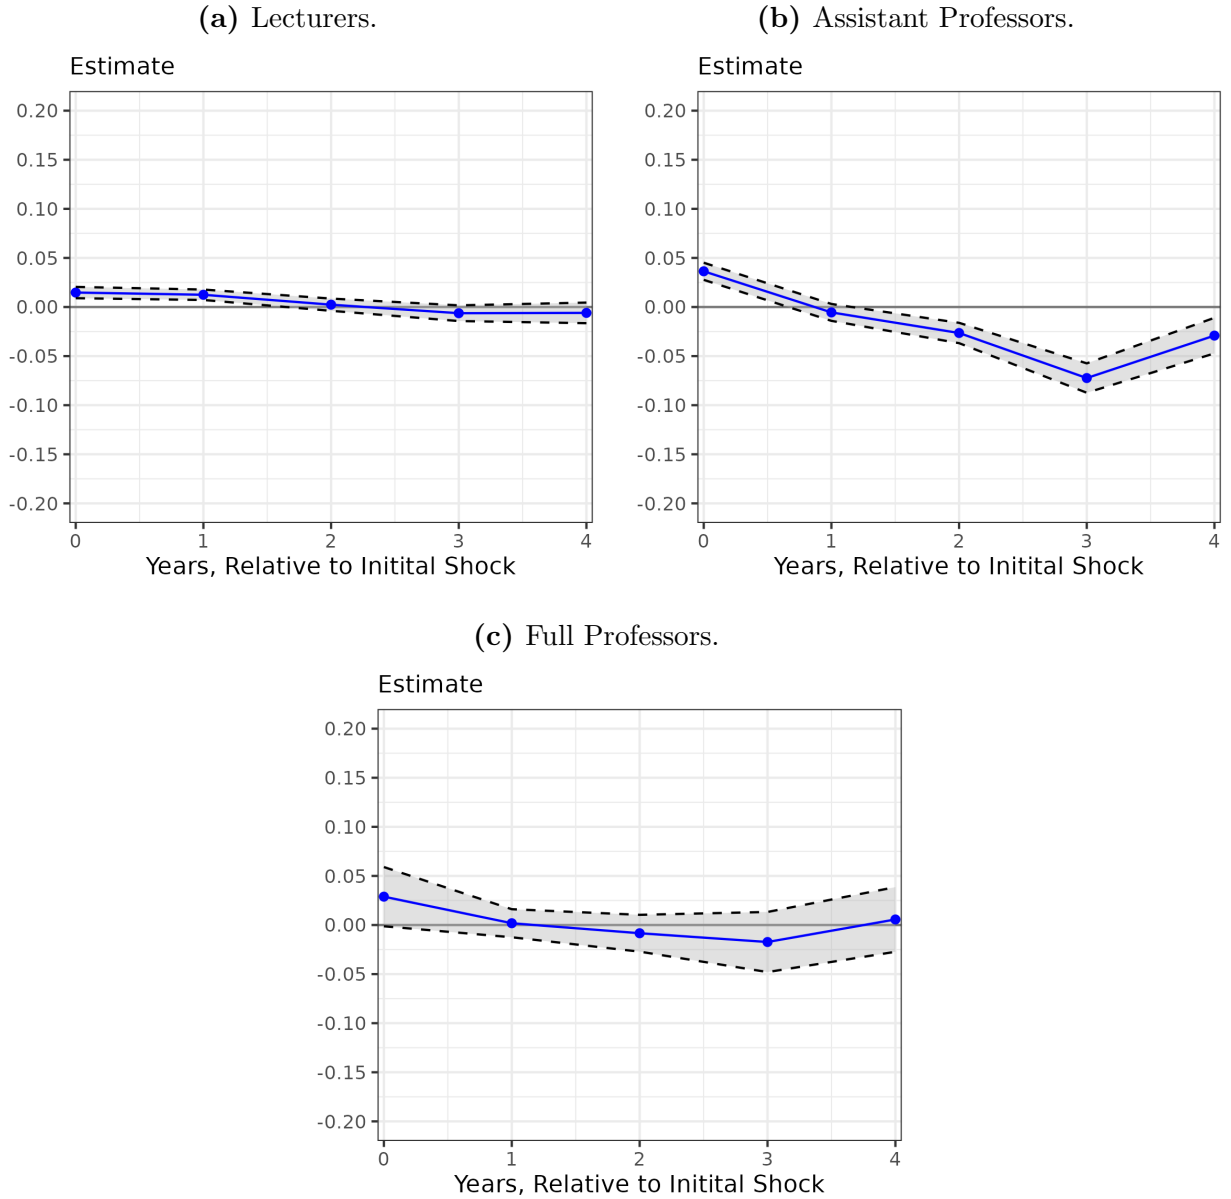 (a) Lecturers.
Estimate
0.20
0.15
0.10
0.05
0.00
-0.05
-0.10
-0.15
-0.20
0 1 2 3 4
Years, Relative to Initital Shock
(b) Assistant Professors.
Estimate
0.20
0.15
0.10
0.05
0.00
-0.05
-0.10
-0.15
-0.20
0 1 2 3 4
Years, Relative to Initital Shock
(c) Full Professors.
Estimate
0.20
0.15
0.10
0.05
0.00
-0.05
-0.10
-0.15
-0.20
0 1 2 3 4
Years, Relative to Initital Shock